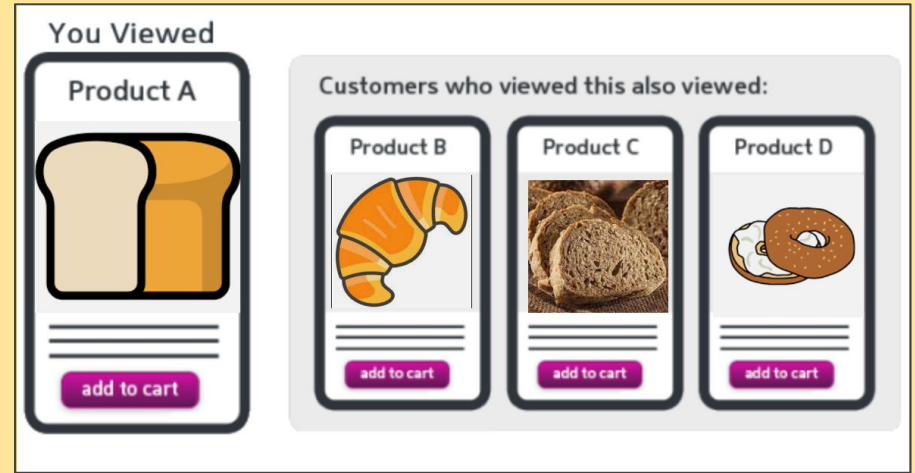 You Viewed
Product A
add to cart
Customers who viewed this also viewed:
Product B
add to cart
Product C
add to cart
Product D
add to cart